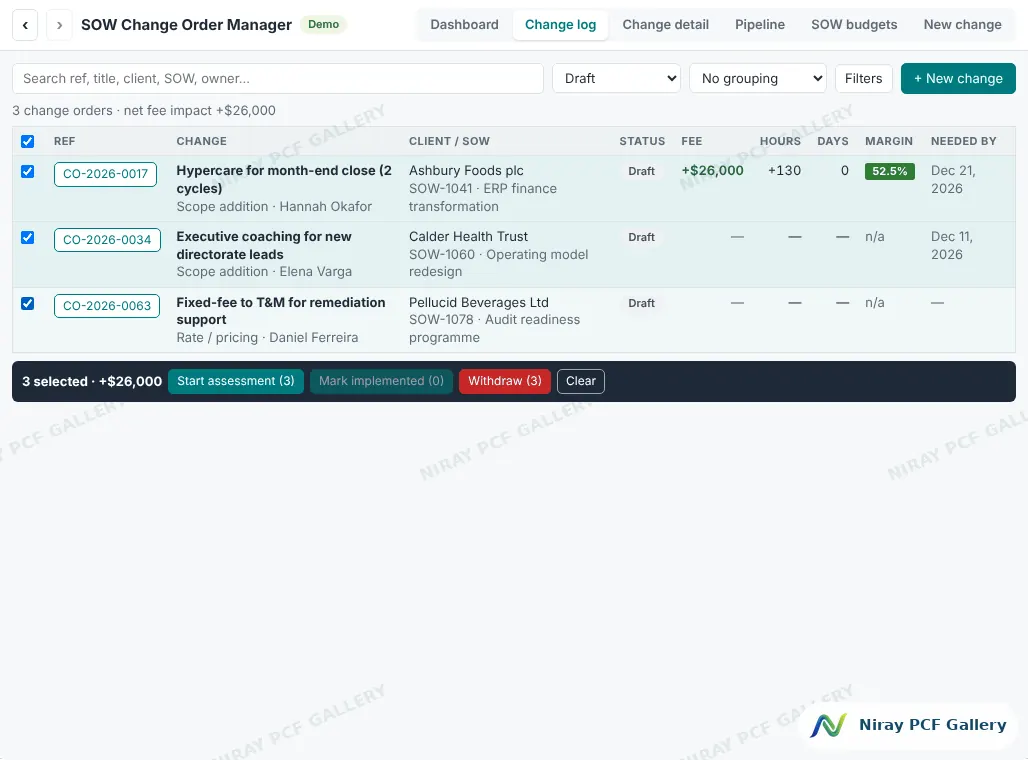 ‹ › SOW Change Order Manager Demo Dashboard Change log Change detail Pipeline SOW budgets New change
Search ref, title, client, SOW, owner... Draft No grouping Filters + New change
3 change orders · net fee impact +$26,000
REF CHANGE CLIENT / SOW STATUS FEE HOURS DAYS MARGIN NEEDED BY
CO-2026-0017 Hypercare for month-end close (2 Ashbury Foods plc Draft +$26,000 +130 0 52.5% Dec 21,
cycles) SOW-1041 · ERP finance 2026
Scope addition · Hannah Okafor transformation
CO-2026-0034 Executive coaching for new Calder Health Trust Draft — — — n/a Dec 11,
directorate leads SOW-1060 · Operating model 2026
Scope addition · Elena Varga redesign
CO-2026-0063 Fixed-fee to T&M for remediation Pellucid Beverages Ltd Draft — — — n/a —
support SOW-1078 · Audit readiness
Rate / pricing · Daniel Ferreira programme
3 selected · +$26,000 Start assessment (3) Mark implemented (0) Withdraw (3) Clear
NIRAY PCF GALLERY
Niray PCF Gallery